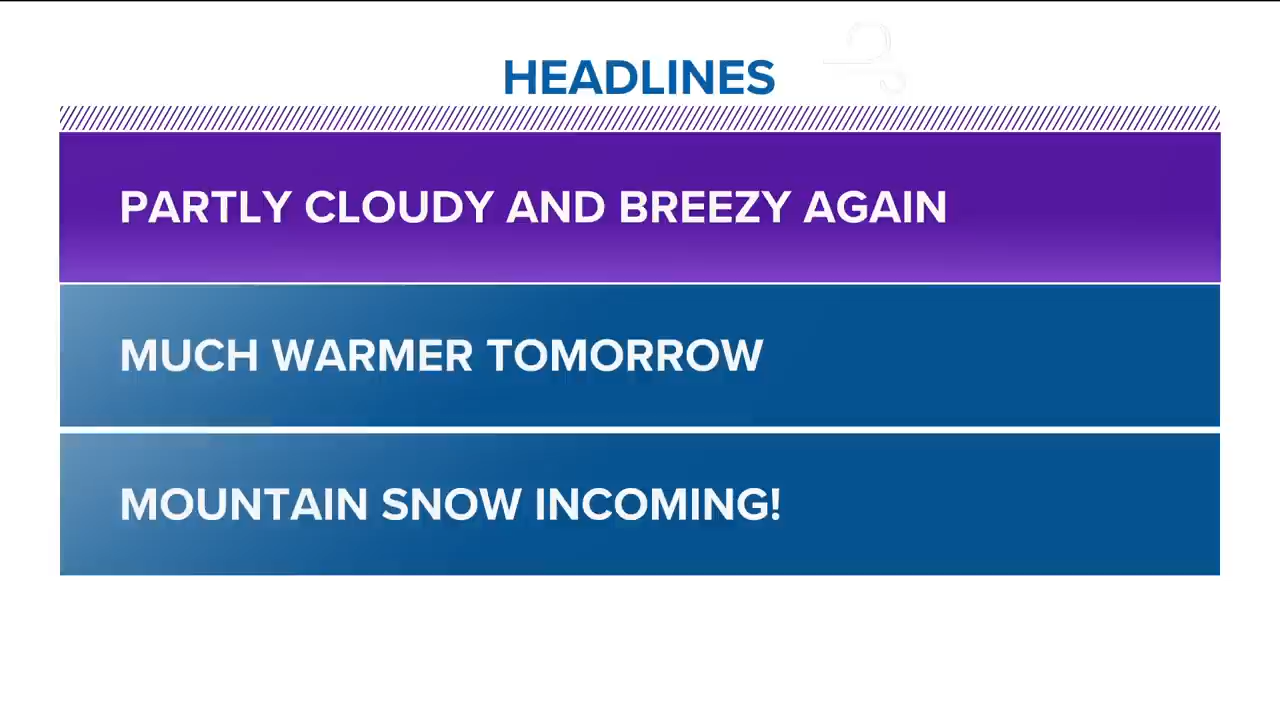 HEADLINES
PARTLY CLOUDY AND BREEZY AGAIN
MUCH WARMER TOMORROW
MOUNTAIN SNOW INCOMING!